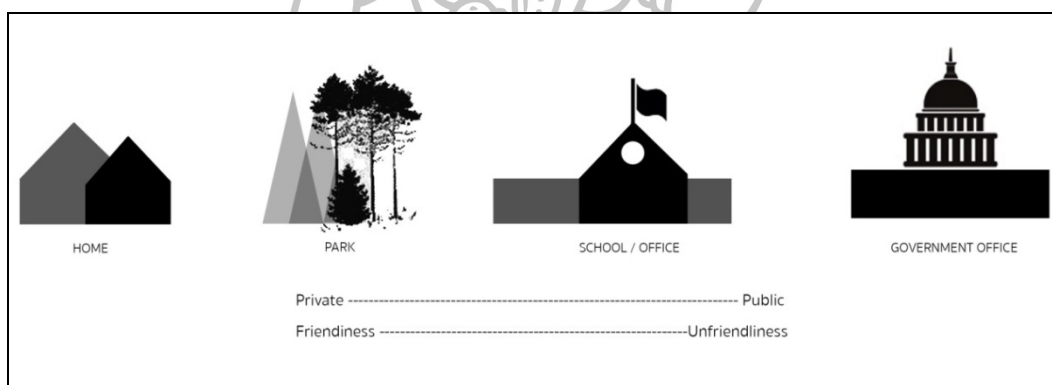 HOME PARK SCHOOL / OFFICE GOVERNMENT OFFICE
Private ---------------------------------------------------------------------------- Public
Friendiness ------------------------------------------------------------Unfriendliness